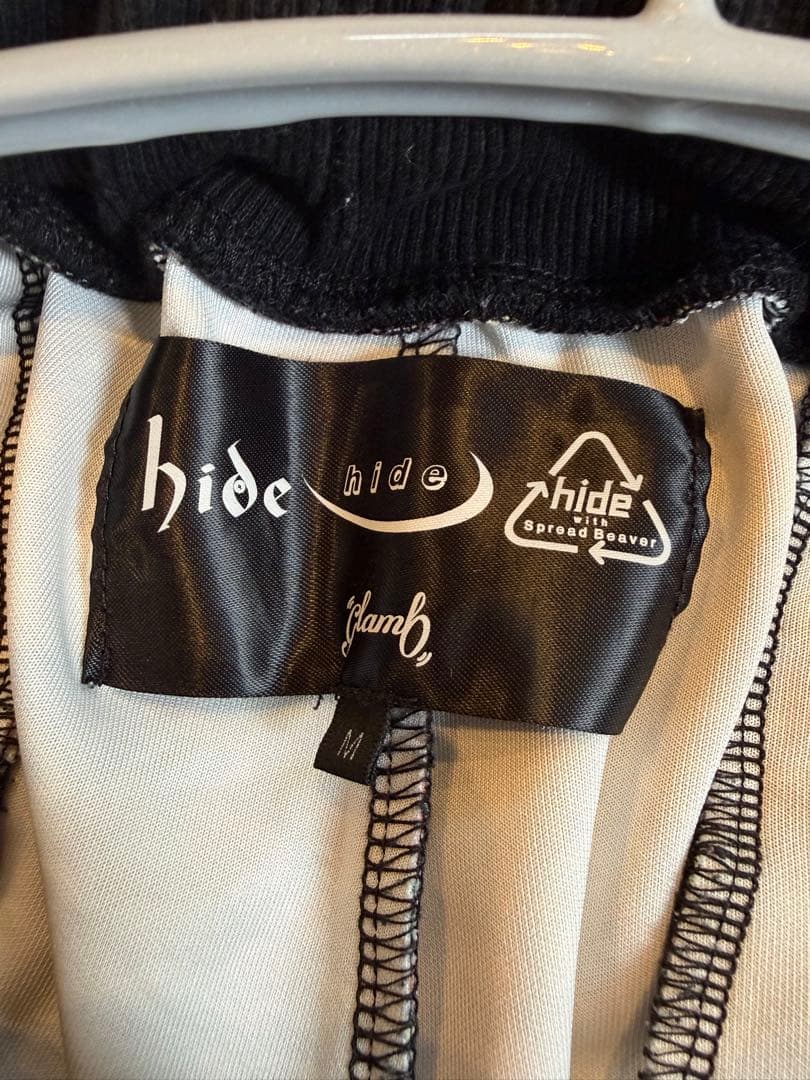 hide
hide
hide
with
Spread Beaver
"glamb"
M